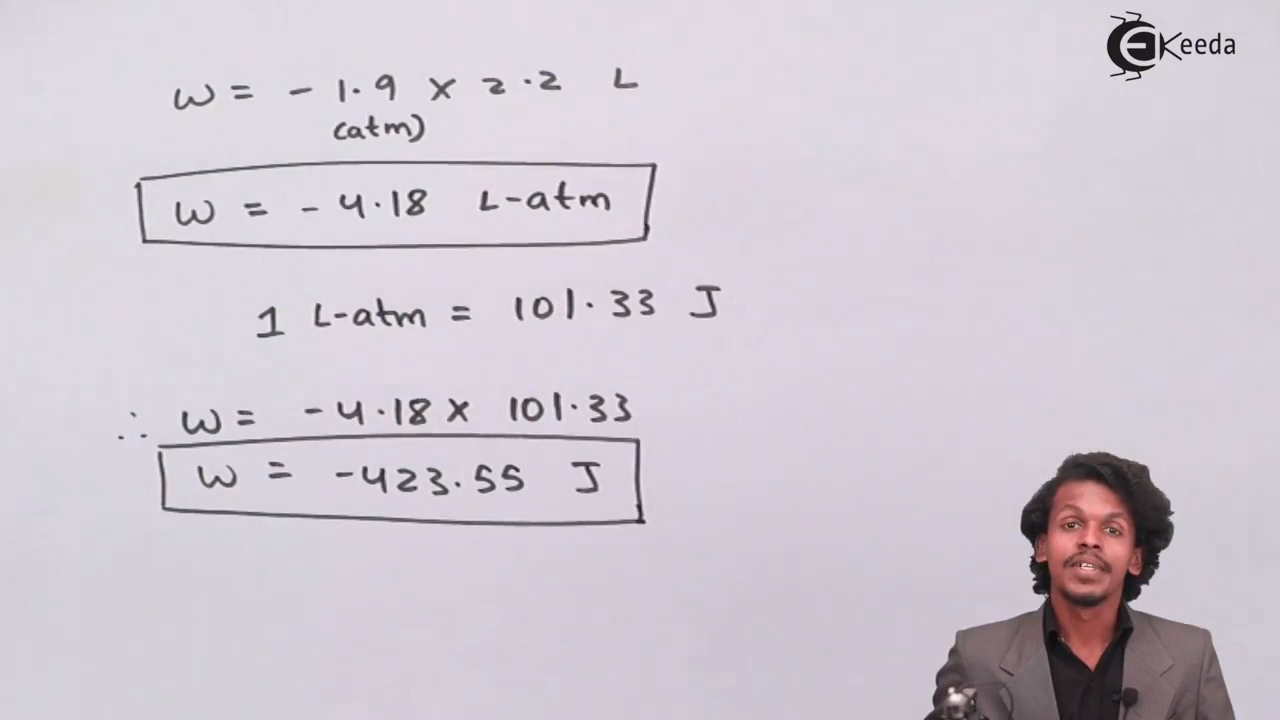 EKeeda
W = - 1.9 x 2.2 L
(atm)
W = - 4.18 L-atm
1 L-atm = 101.33 J
∴ W = -4.18 x 101.33
W = -423.55 J